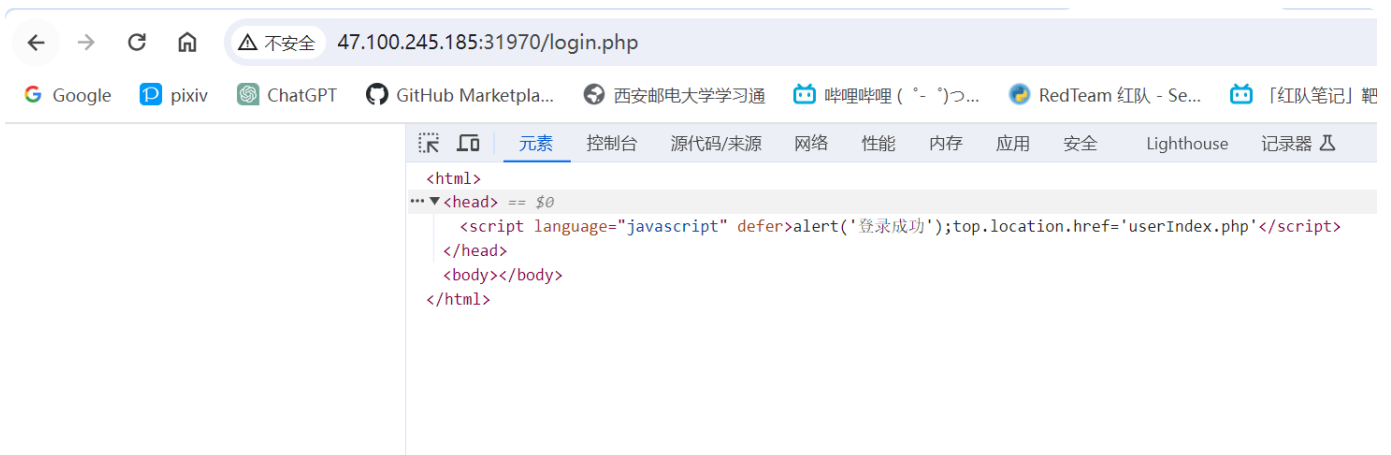 不安全 47.100.245.185:31970/login.php
Google pixiv ChatGPT GitHub Marketpla... 西安邮电大学学习通 哔哩哔哩 (゜-゜)つ... RedTeam 红队 - Se... 「红队笔记」靶
元素 控制台 源代码/来源 网络 性能 内存 应用 安全 Lighthouse 记录器
<html>
··· ▼<head> == $0
<script language="javascript" defer>alert('登录成功');top.location.href='userIndex.php'</script>
</head>
<body></body>
</html>